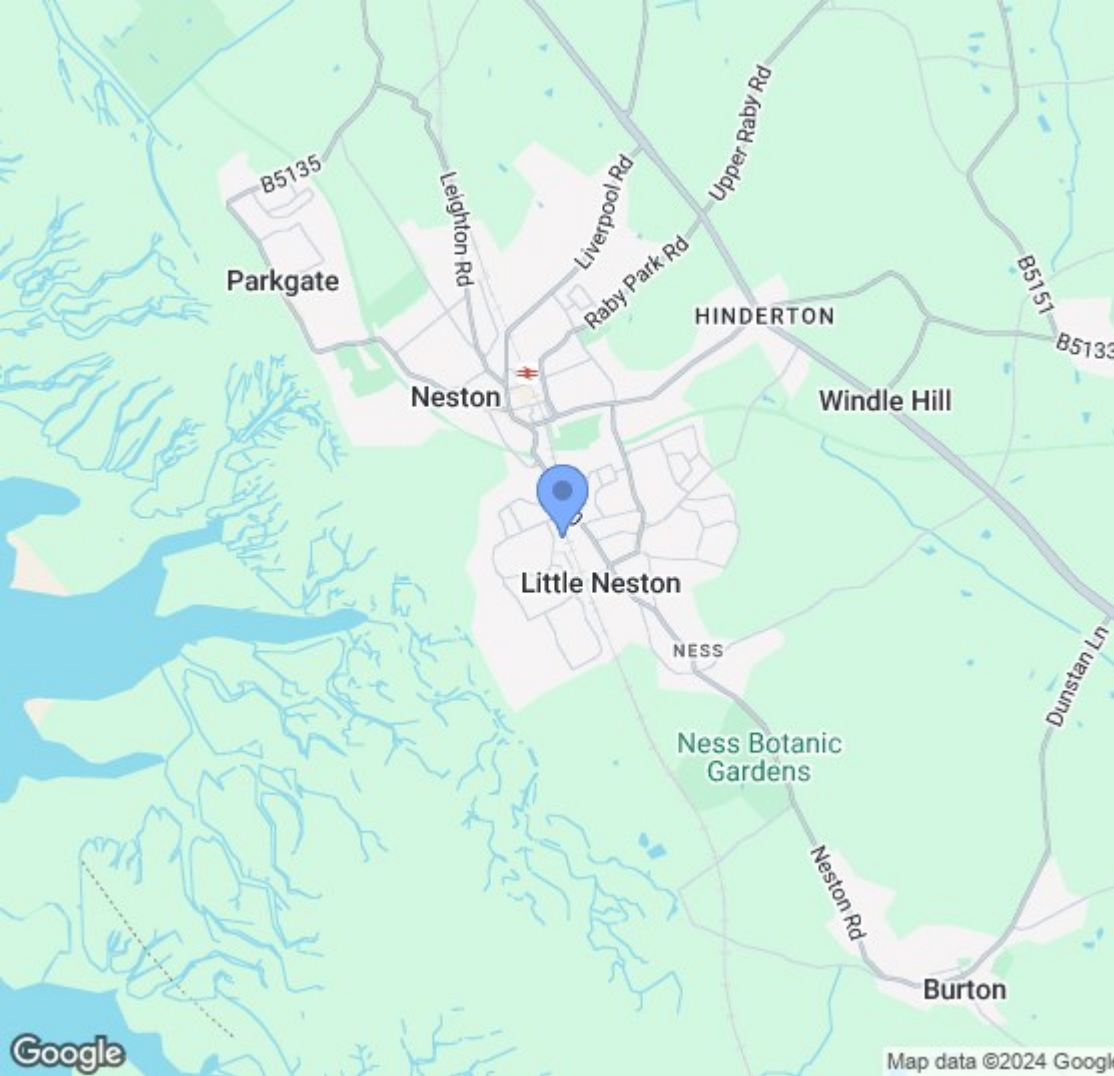 Upper Raby Rd
B5135
Leighton Rd
Liverpool Rd
Raby Park Rd
B5151
Parkgate
HINDERTON
B5133
Neston
Windle Hill
Little Neston
NESS
Dunstan Ln
Ness Botanic
Gardens
Neston Rd
Burton
Google
Map data ©2024 Google